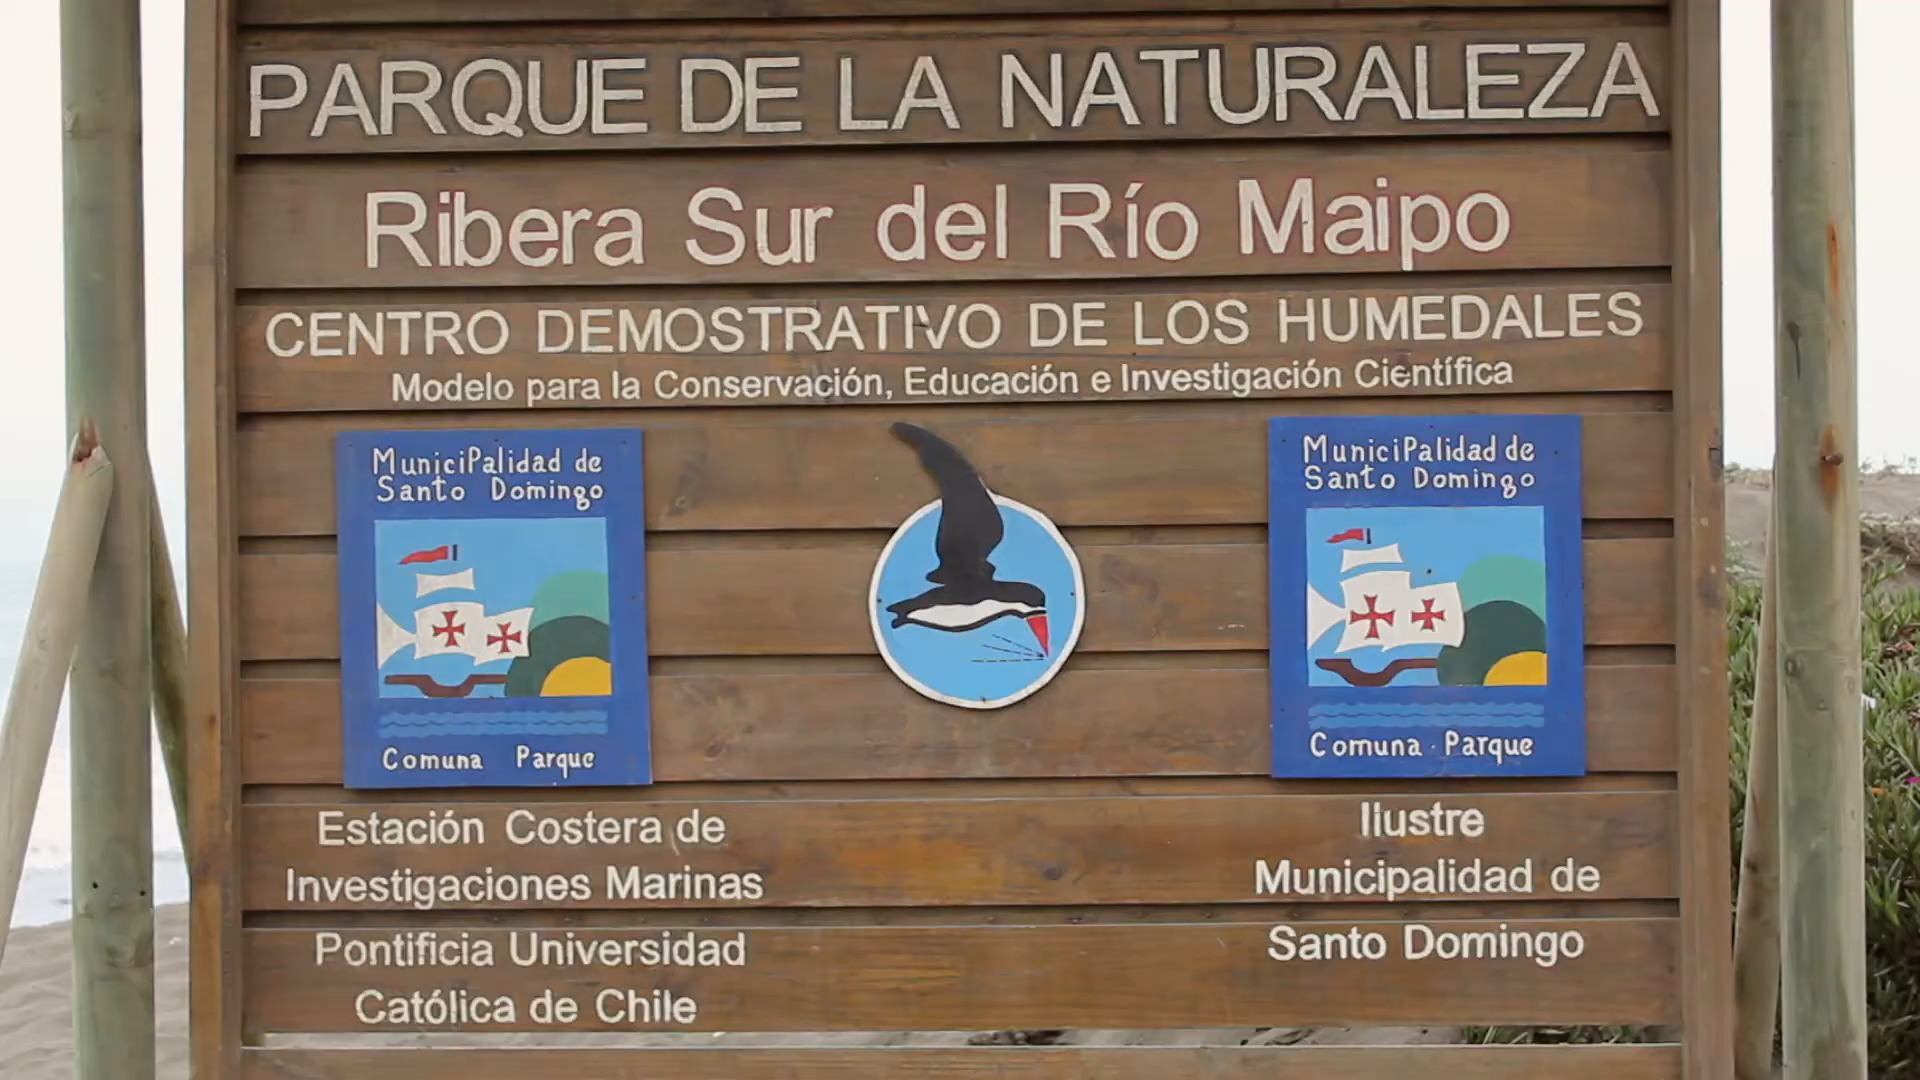 PARQUE DE LA NATURALEZA
Ribera Sur del Río Maipo
CENTRO DEMOSTRATIVO DE LOS HUMEDALES
Modelo para la Conservación, Educación e Investigación Científica
MuniciPalidad de
Santo Domingo
Comuna Parque
MuniciPalidad de
Santo Domingo
Comuna Parque
Estación Costera de
Investigaciones Marinas
Pontificia Universidad
Católica de Chile
Ilustre
Municipalidad de
Santo Domingo